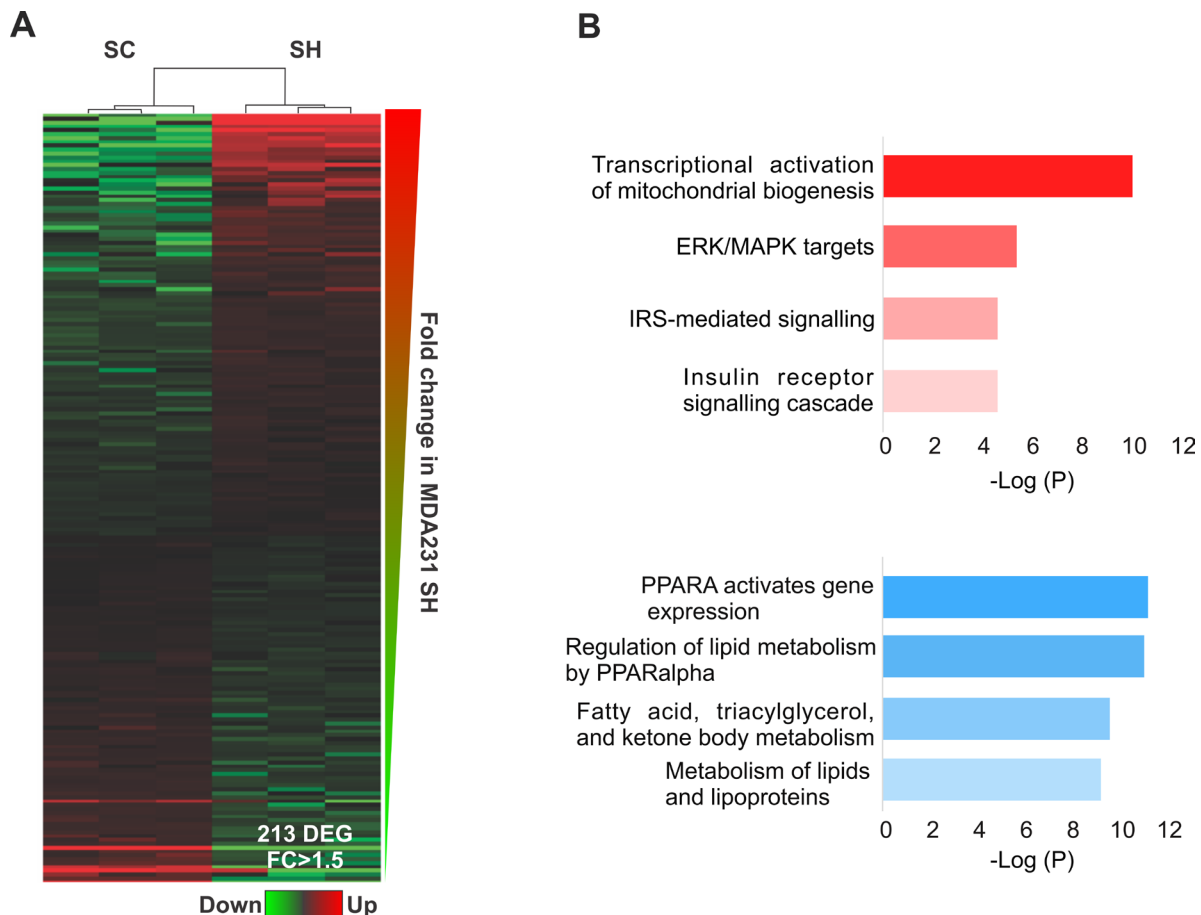 A
SC
SH
Fold change in MDA231 SH
213 DEG
FC>1.5
Down
Up
B
Transcriptional activation
of mitochondrial biogenesis
ERK/MAPK targets
IRS-mediated signalling
Insulin receptor
signalling cascade
0 2 4 6 8 10 12
-Log (P)
PPARA activates gene
expression
Regulation of lipid metabolism
by PPARalpha
Fatty acid, triacylglycerol,
and ketone body metabolism
Metabolism of lipids
and lipoproteins
0 2 4 6 8 10 12
-Log (P)